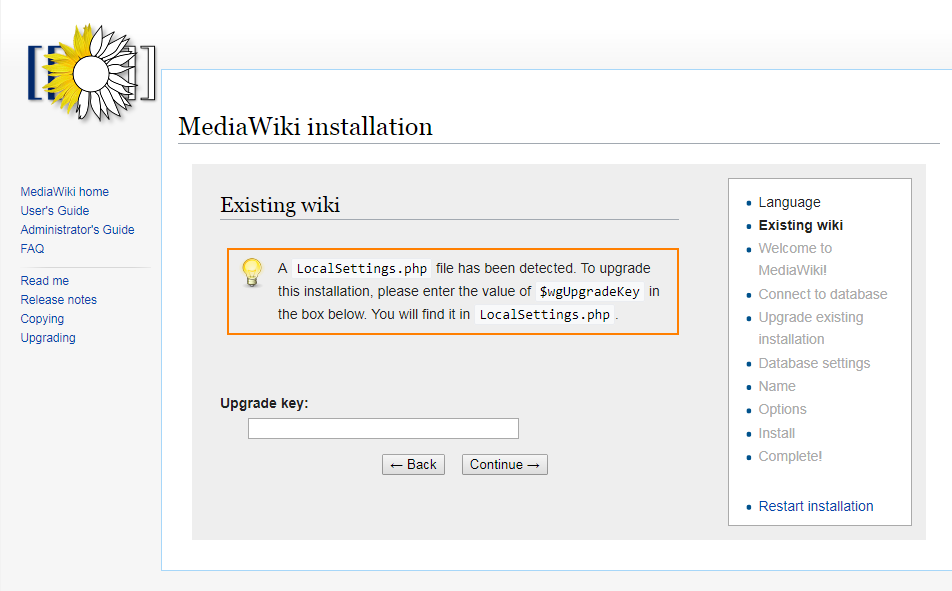 MediaWiki home
User's Guide
Administrator's Guide
FAQ
Read me
Release notes
Copying
Upgrading
MediaWiki installation
Existing wiki
A LocalSettings.php file has been detected. To upgrade
this installation, please enter the value of $wgUpgradeKey in
the box below. You will find it in LocalSettings.php.
Upgrade key:
← Back
Continue →
Language
Existing wiki
Welcome to
MediaWiki!
Connect to database
Upgrade existing
installation
Database settings
Name
Options
Install
Complete!
Restart installation